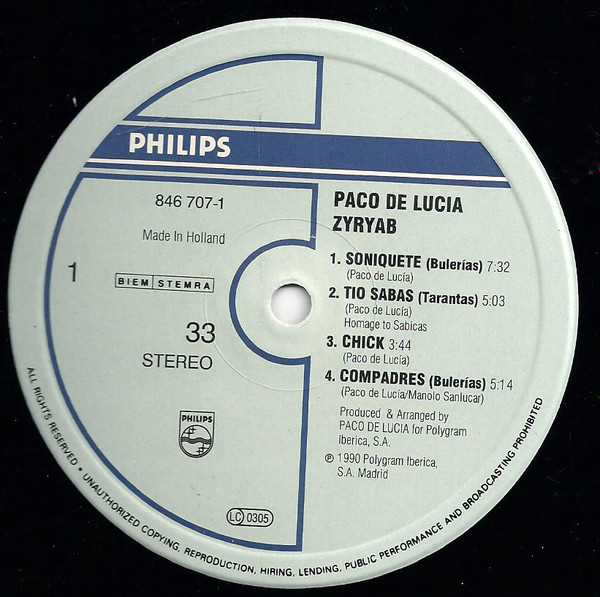 PHILIPS
846 707-1
Made In Holland
1
BIEM STEMRA
33
STEREO
PHILIPS
LC 0305
PACO DE LUCIA
ZYRYAB
1. SONIQUETE (Bulerías) 7:32
(Paco de Lucía)
2. TIO SABAS (Tarantas) 5:03
(Paco de Lucía)
Homage to Sabicas
3. CHICK 3:44
(Paco de Lucía)
4. COMPADRES (Bulerías) 5:14
(Paco de Lucía/Manolo Sanlucar)
Produced & Arranged by
PACO DE LUCIA for Polygram
Iberica, S.A.
℗ 1990 Polygram Iberica,
S.A. Madrid
ALL RIGHTS RESERVED • UNAUTHORIZED COPYING, REPRODUCTION, HIRING, LENDING, PUBLIC PERFORMANCE AND BROADCASTING PROHIBITED